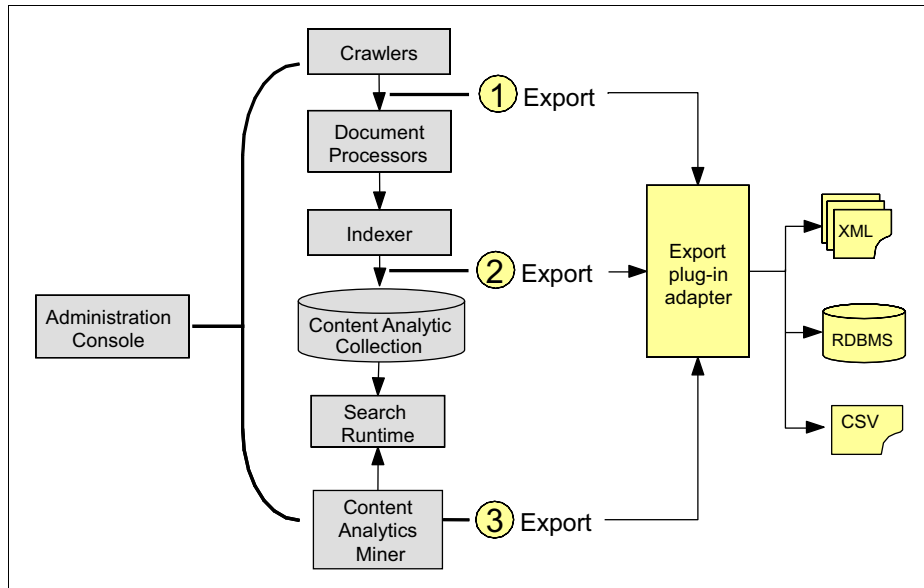 Crawlers
1 Export
Document
Processors
Indexer
2 Export
Export
plug-in
adapter
XML
RDBMS
CSV
Administration
Console
Content Analytic
Collection
Search
Runtime
Content
Analytics
Miner
3 Export